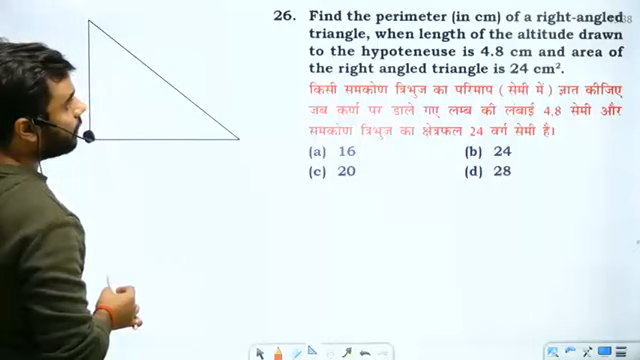 26. Find the perimeter (in cm) of a right-angled
triangle, when length of the altitude drawn
to the hypoteneuse is 4.8 cm and area of
the right angled triangle is 24 cm².
किसी समकोण त्रिभुज का परिमाप (सेमी में) ज्ञात कीजिए
जब कर्ण पर डाले गए लम्ब की लबाई 4.8 सेमी और
समकोण त्रिभुज का क्षेत्रफल 24 वर्ग सेमी है।
(a) 16 (b) 24
(c) 20 (d) 28